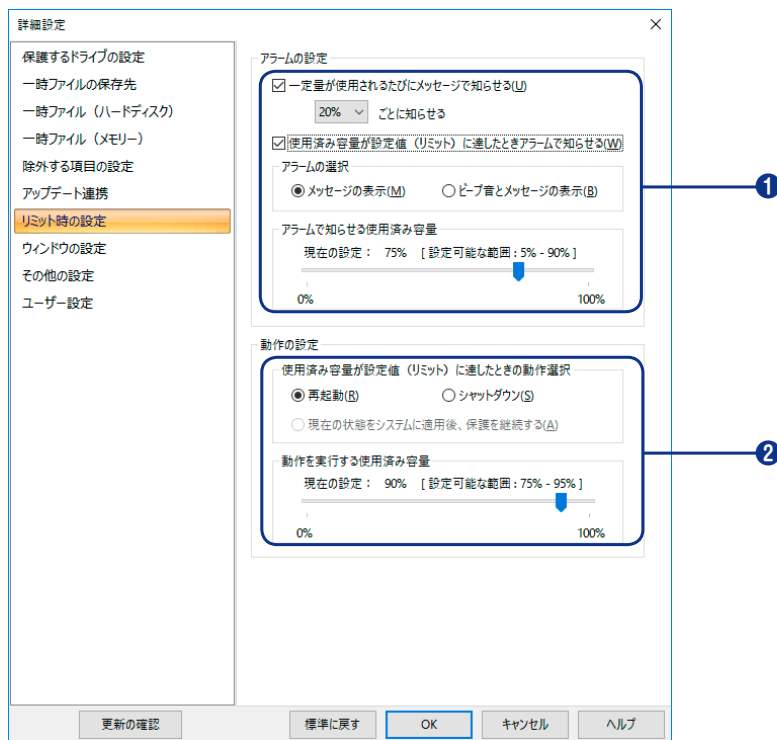 詳細設定
保護するドライブの設定
一時ファイルの保存先
一時ファイル（ハードディスク）
一時ファイル（メモリー）
除外する項目の設定
アップデート連携
リミット時の設定
ウィンドウの設定
その他の設定
ユーザー設定
アラームの設定
一定量が使用されるたびにメッセージで知らせる(U)
20% ごとに知らせる
使用済み容量が設定値（リミット）に達したときアラームで知らせる(W)
アラームの選択
メッセージの表示(M) ビープ音とメッセージの表示(B)
アラームで知らせる使用済み容量
現在の設定： 75% [ 設定可能な範囲：5% - 90% ]
0% 100%
❶
動作の設定
使用済み容量が設定値（リミット）に達したときの動作選択
再起動(R) シャットダウン(S)
現在の状態をシステムに適用後、保護を継続する(A)
動作を実行する使用済み容量
現在の設定： 90% [ 設定可能な範囲：75% - 95% ]
0% 100%
❷
更新の確認 標準に戻す OK キャンセル ヘルプ